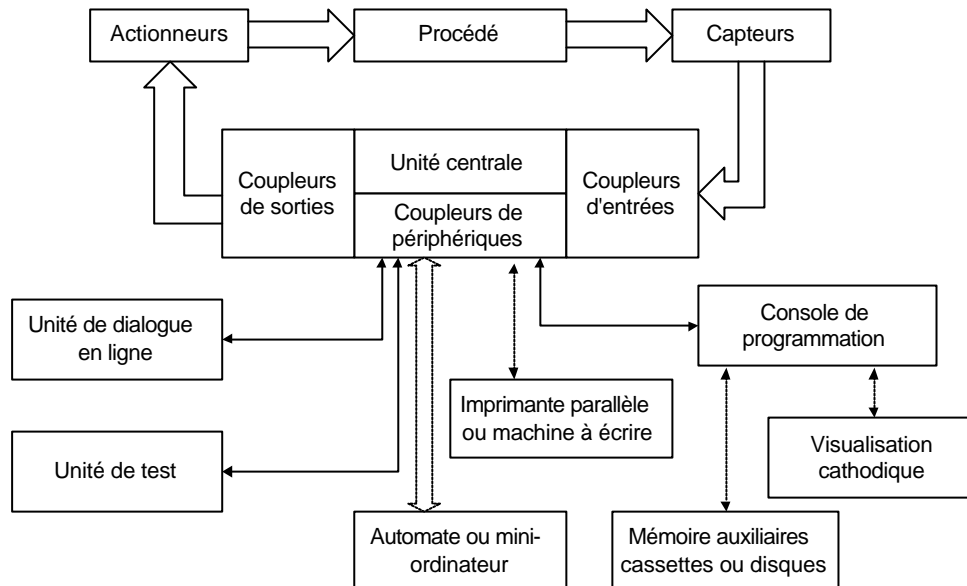 Actionneurs
Procédé
Capteurs
Coupleurs
de sorties
Unité centrale
Coupleurs de
périphériques
Coupleurs
d'entrées
Unité de dialogue
en ligne
Console de
programmation
Imprimante parallèle
ou machine à écrire
Unité de test
Visualisation
cathodique
Automate ou mini-
ordinateur
Mémoire auxiliaires
cassettes ou disques